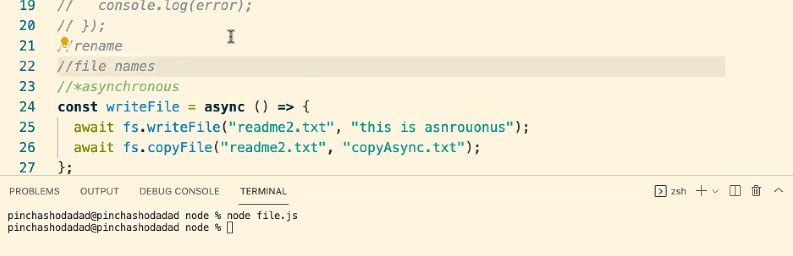 19 //   console.log(error);
20 // });
21 //rename
22 //file names
23 //*asynchronous
24 const writeFile = async () => {
25   await fs.writeFile("readme2.txt", "this is asnrouonus");
26   await fs.copyFile("readme2.txt", "copyAsync.txt");
27 };
PROBLEMS OUTPUT DEBUG CONSOLE TERMINAL zsh
pinchashodadad@pinchashodadad node % node file.js
pinchashodadad@pinchashodadad node %